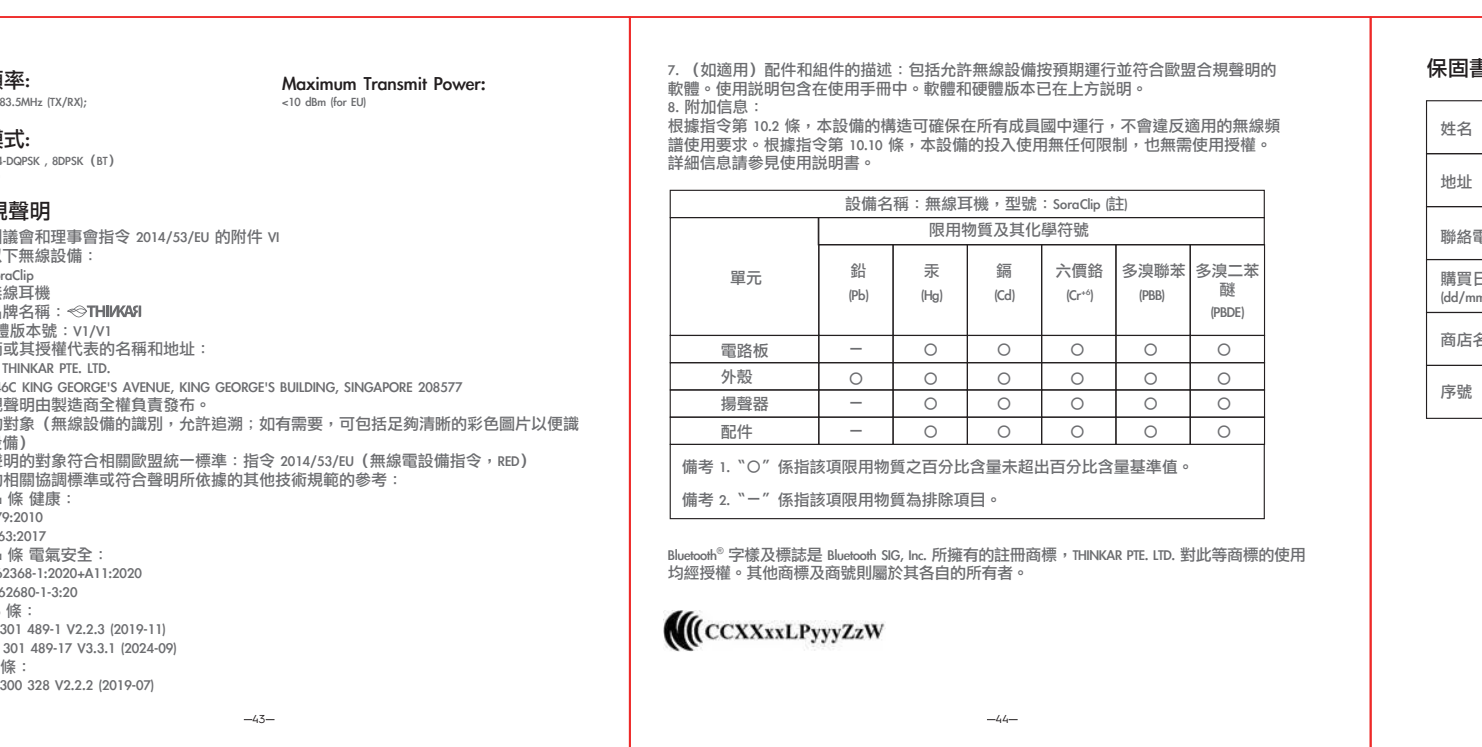 率:
83.5MHz (TX/RX);
Maximum Transmit Power:
<10 dBm (for EU)
式:
-DQPSK , 8DPSK（BT）
聲明
議會和理事會指令 2014/53/EU 的附件 VI
下無線設備：
raClip
線耳機
牌名稱：THINKAR
體版本號：V1/V1
或其授權代表的名稱和地址：
THINKAR PTE. LTD.
6C KING GEORGE'S AVENUE, KING GEORGE'S BUILDING, SINGAPORE 208577
聲明由製造商全權負責發布。
對象（無線設備的識別，允許追溯；如有需要，可包括足夠清晰的彩色圖片以便識
備）
明的對象符合相關歐盟統一標準：指令 2014/53/EU（無線電設備指令，RED）
相關協調標準或符合聲明所依據的其他技術規範的參考：
條 健康：
79:2010
63:2017
條 電氣安全：
62368-1:2020+A11:2020
62680-1-3:20
條：
301 489-1 V2.2.3 (2019-11)
301 489-17 V3.3.1 (2024-09)
條：
300 328 V2.2.2 (2019-07)
—43—
7. （如適用）配件和組件的描述：包括允許無線設備按預期運行並符合歐盟合規聲明的
軟體。使用説明包含在使用手冊中。軟體和硬體版本已在上方説明。
8. 附加信息：
根據指令第 10.2 條，本設備的構造可確保在所有成員國中運行，不會違反適用的無線頻
譜使用要求。根據指令第 10.10 條，本設備的投入使用無任何限制，也無需使用授權。
詳細信息請參見使用説明書。
設備名稱：無線耳機，型號：SoraClip (註)
限用物質及其化學符號
單元 鉛 汞 鎘 六價鉻 多溴聯苯 多溴二苯
醚
(Pb) (Hg) (Cd) (Cr⁺⁶) (PBB) (PBDE)
電路板 － ○ ○ ○ ○ ○
外殼 ○ ○ ○ ○ ○ ○
揚聲器 － ○ ○ ○ ○ ○
配件 － ○ ○ ○ ○ ○
備考 1. “○” 係指該項限用物質之百分比含量未超出百分比含量基準值。
備考 2. “－” 係指該項限用物質為排除項目。
Bluetooth® 字樣及標誌是 Bluetooth SIG, Inc. 所擁有的註冊商標，THINKAR PTE. LTD. 對此等商標的使用
均經授權。其他商標及商號則屬於其各自的所有者。
CCXXxxLPyyyZzW
—44—
保固
姓名
地址
聯絡
購買
(dd/mm
商店
序號